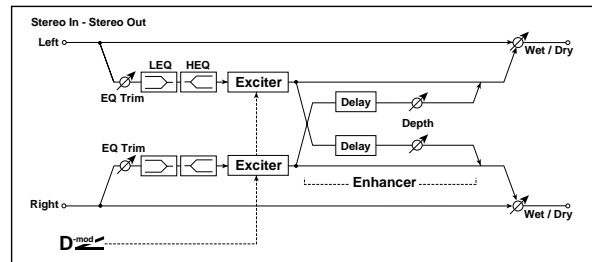 Stereo In - Stereo Out
Left
Wet / Dry
LEQ HEQ
EQ Trim
Exciter
Delay
Depth
EQ Trim
Delay
Exciter
Enhancer
Right
Wet / Dry
D-mod